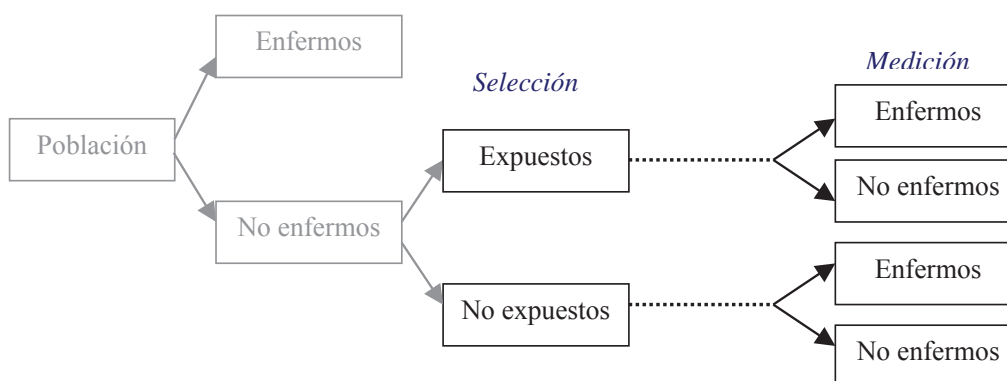 Enfermos
Medición
Selección
Enfermos
Población
Expuestos
No enfermos
No enfermos
Enfermos
No expuestos
No enfermos